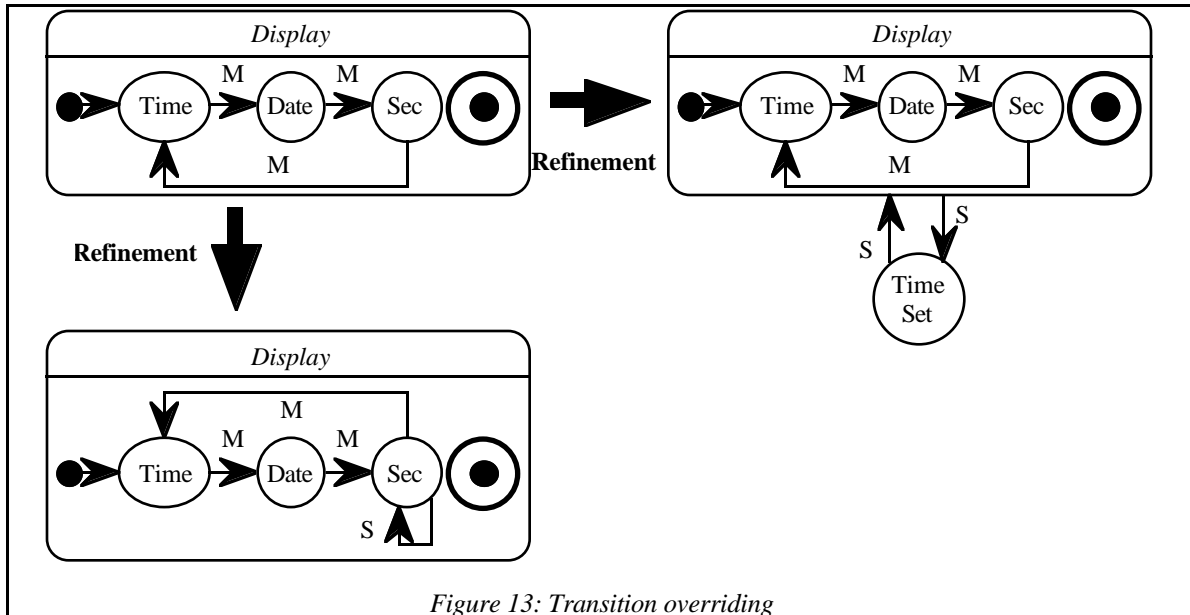 Display
M M
Time Date Sec
M
Refinement
Display
M M
Time Date Sec
M
S S
Time
Set
Refinement
Display
M
M M
Time Date Sec
S
Figure 13: Transition overriding